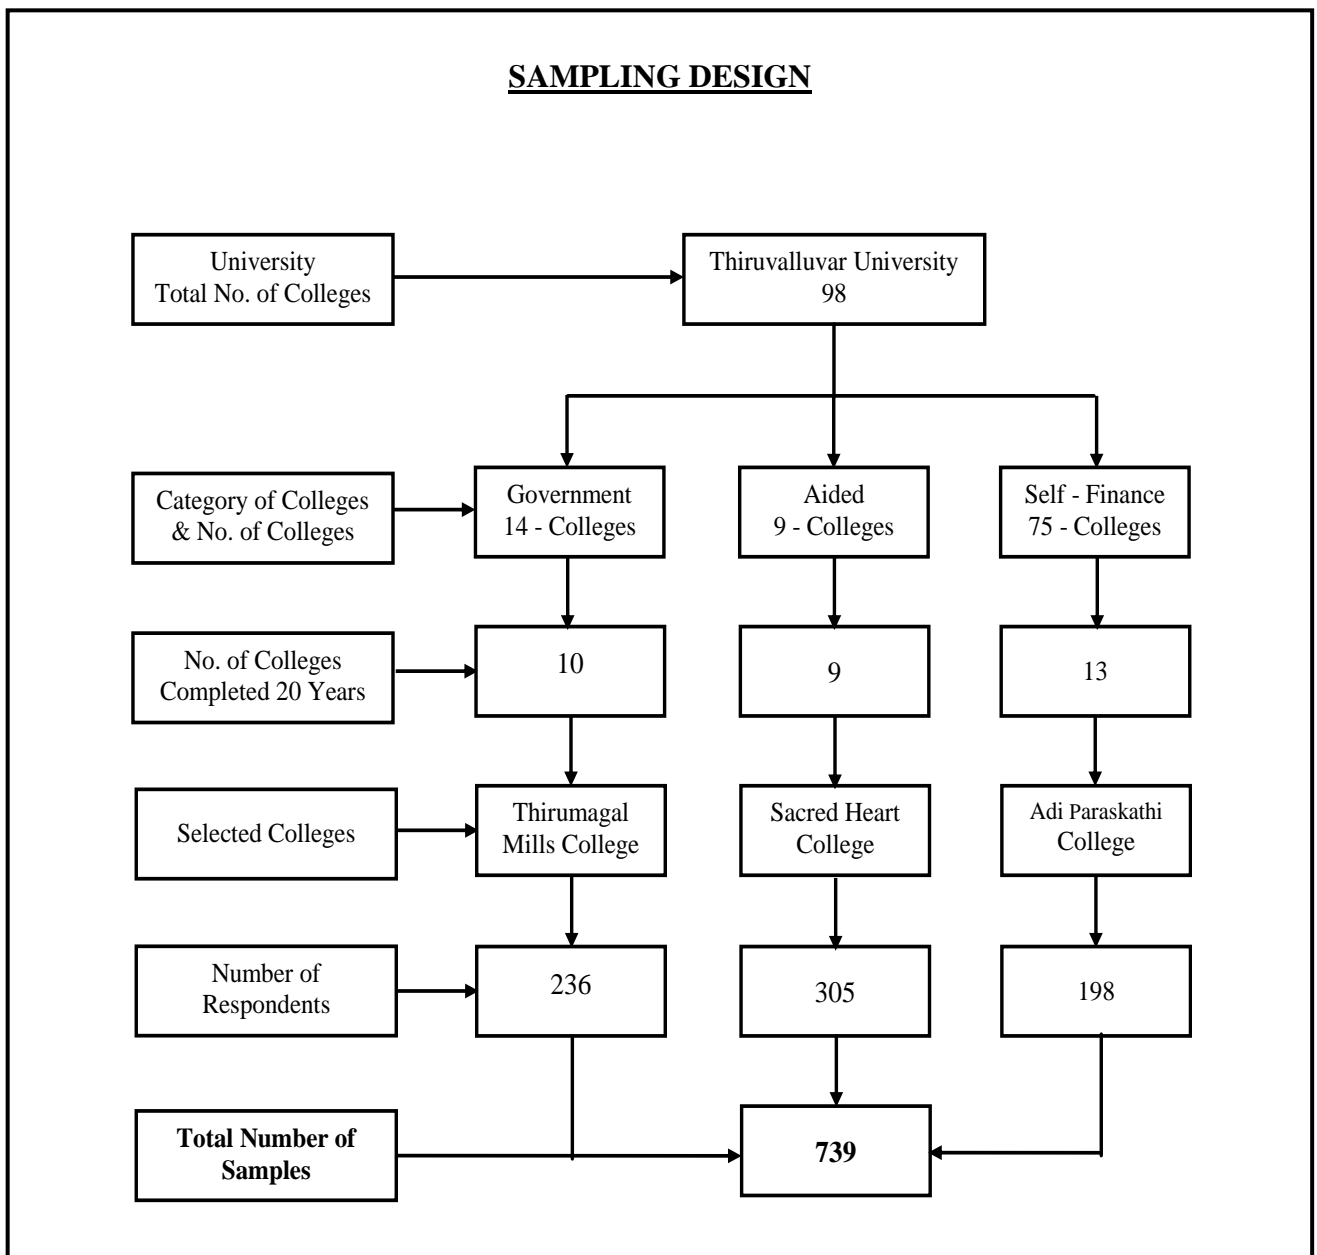 SAMPLING DESIGN
University
Total No. of Colleges
Thiruvalluvar University
98
Category of Colleges
& No. of Colleges
Government
14 - Colleges
Aided
9 - Colleges
Self - Finance
75 - Colleges
No. of Colleges
Completed 20 Years
10
9
13
Selected Colleges
Thirumagal
Mills College
Sacred Heart
College
Adi Paraskathi
College
Number of
Respondents
236
305
198
Total Number of
Samples
739